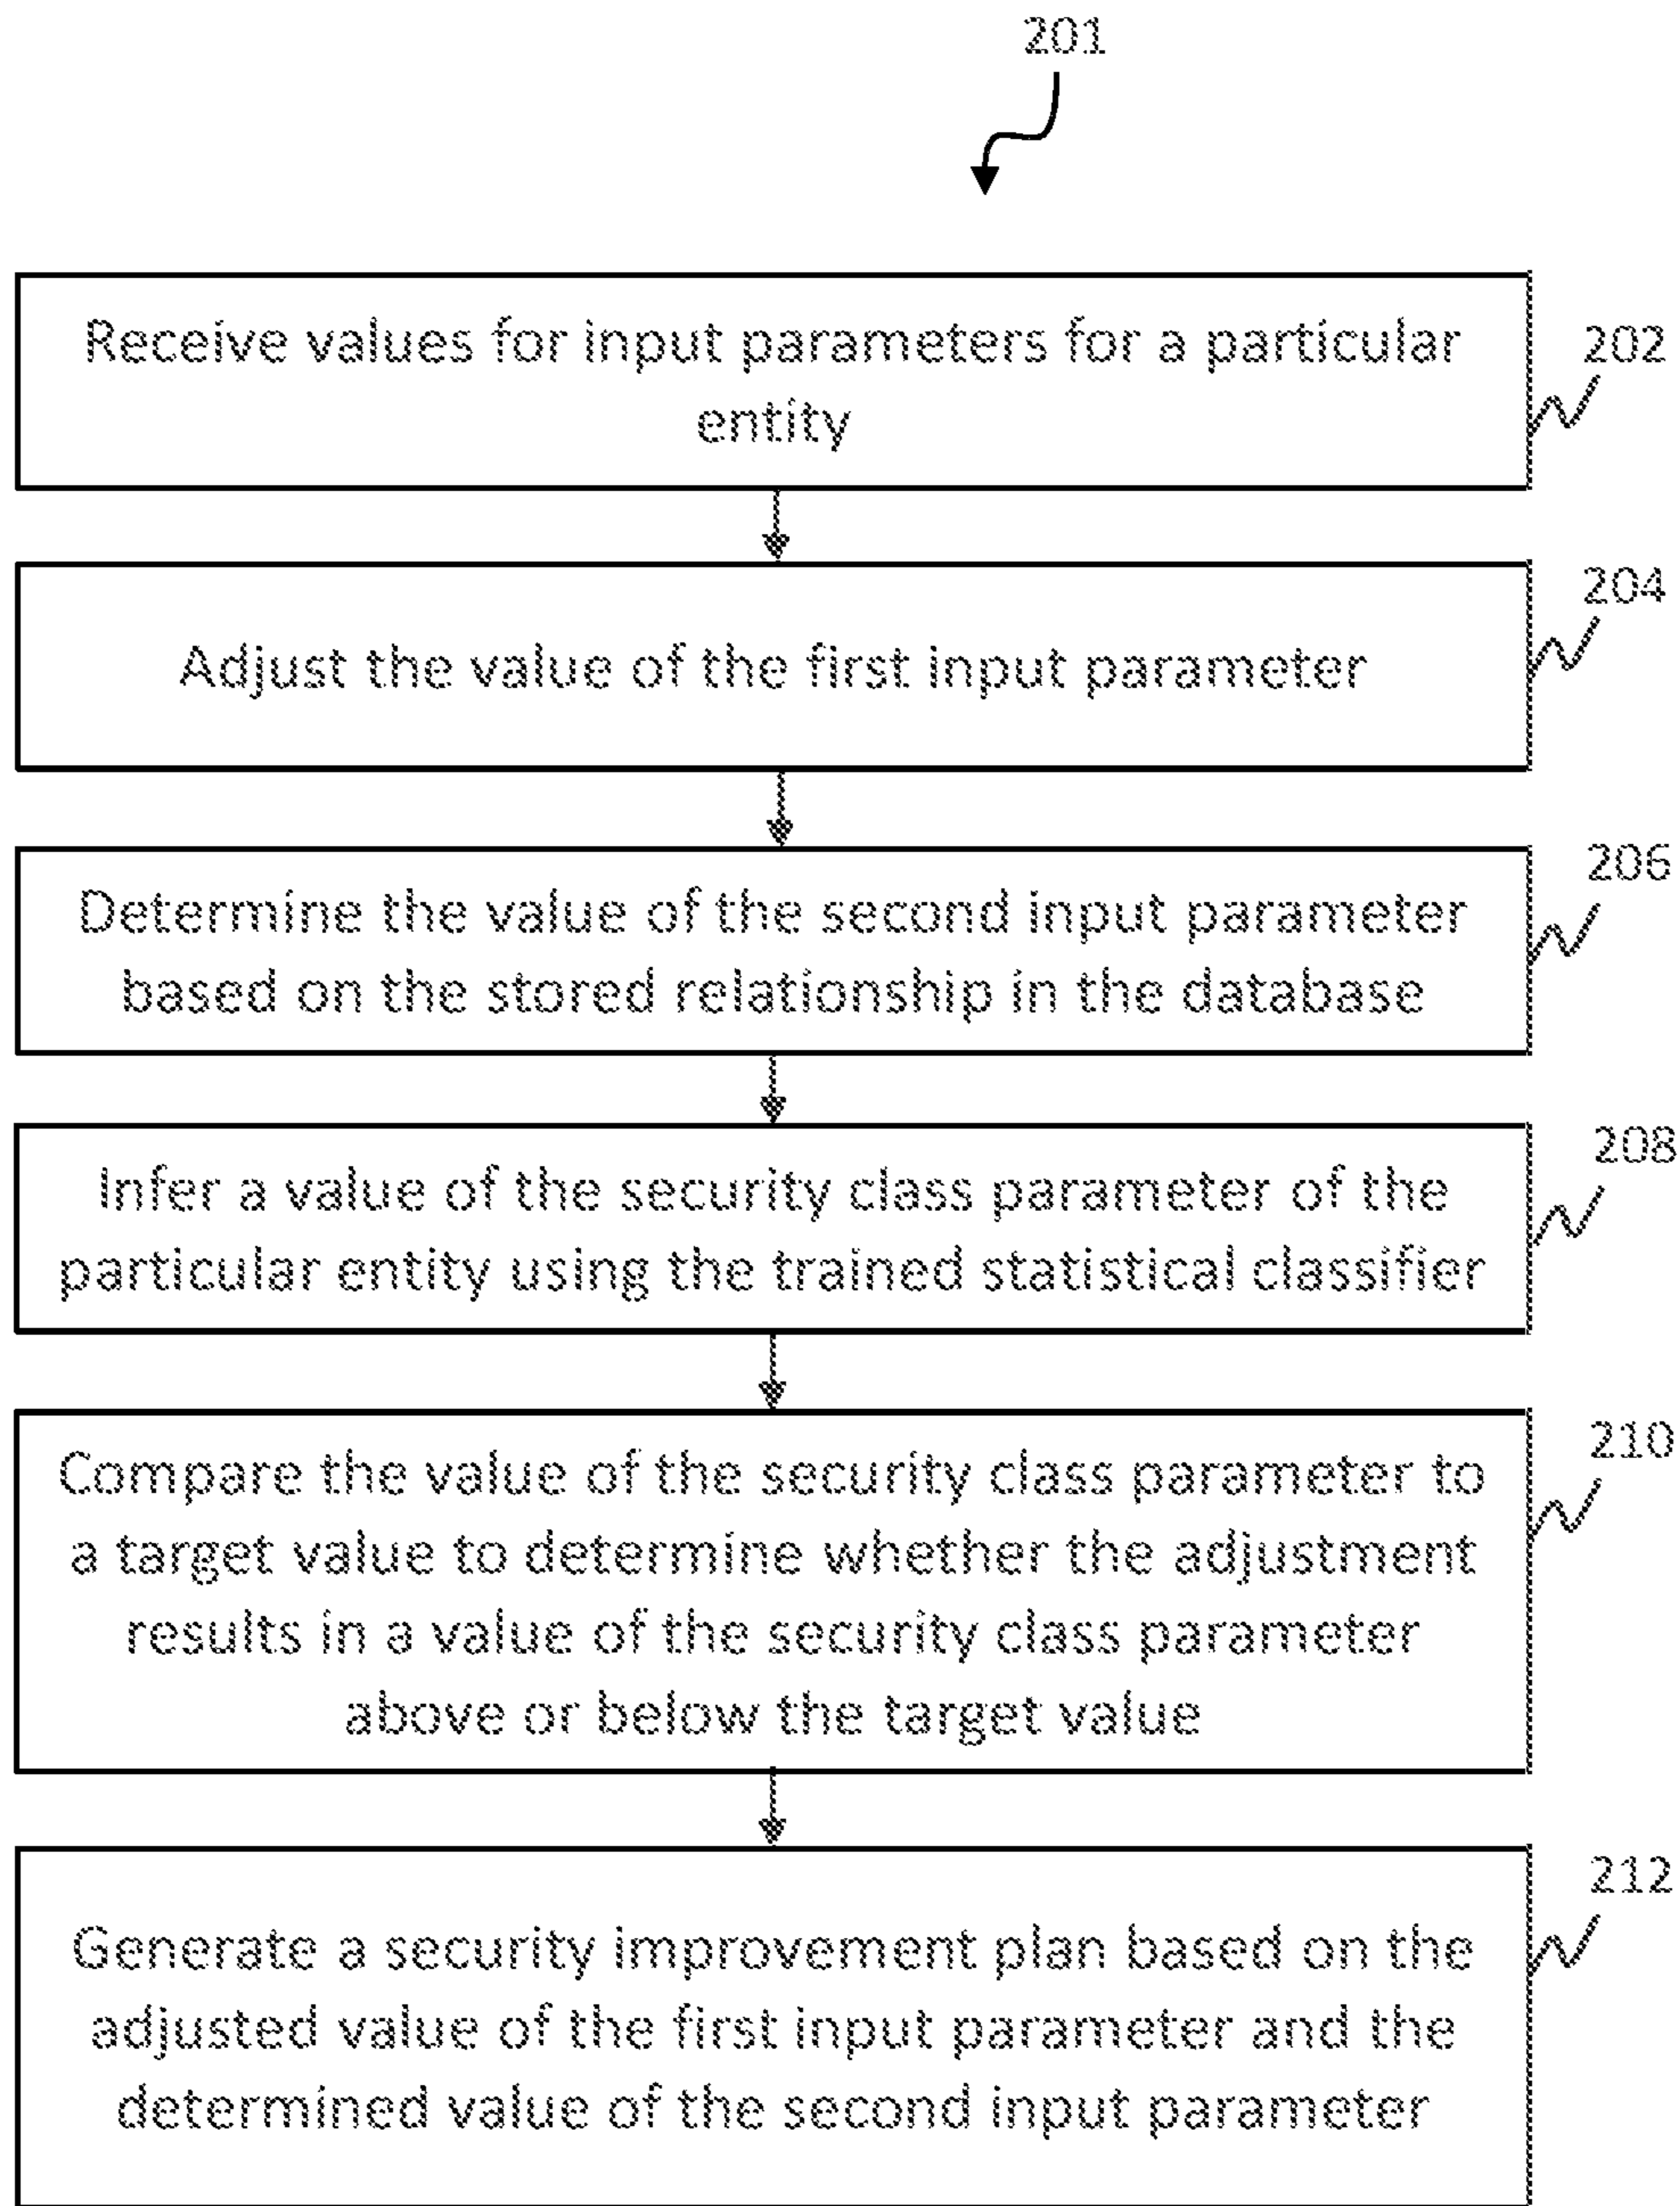 201
Receive values for input parameters for a particular
entity
202
Adjust the value of the first input parameter
204
Determine the value of the second input parameter
based on the stored relationship in the database
206
Infer a value of the security class parameter of the
particular entity using the trained statistical classifier
208
Compare the value of the security class parameter to
a target value to determine whether the adjustment
results in a value of the security class parameter
above or below the target value
210
Generate a security improvement plan based on the
adjusted value of the first input parameter and the
determined value of the second input parameter
212